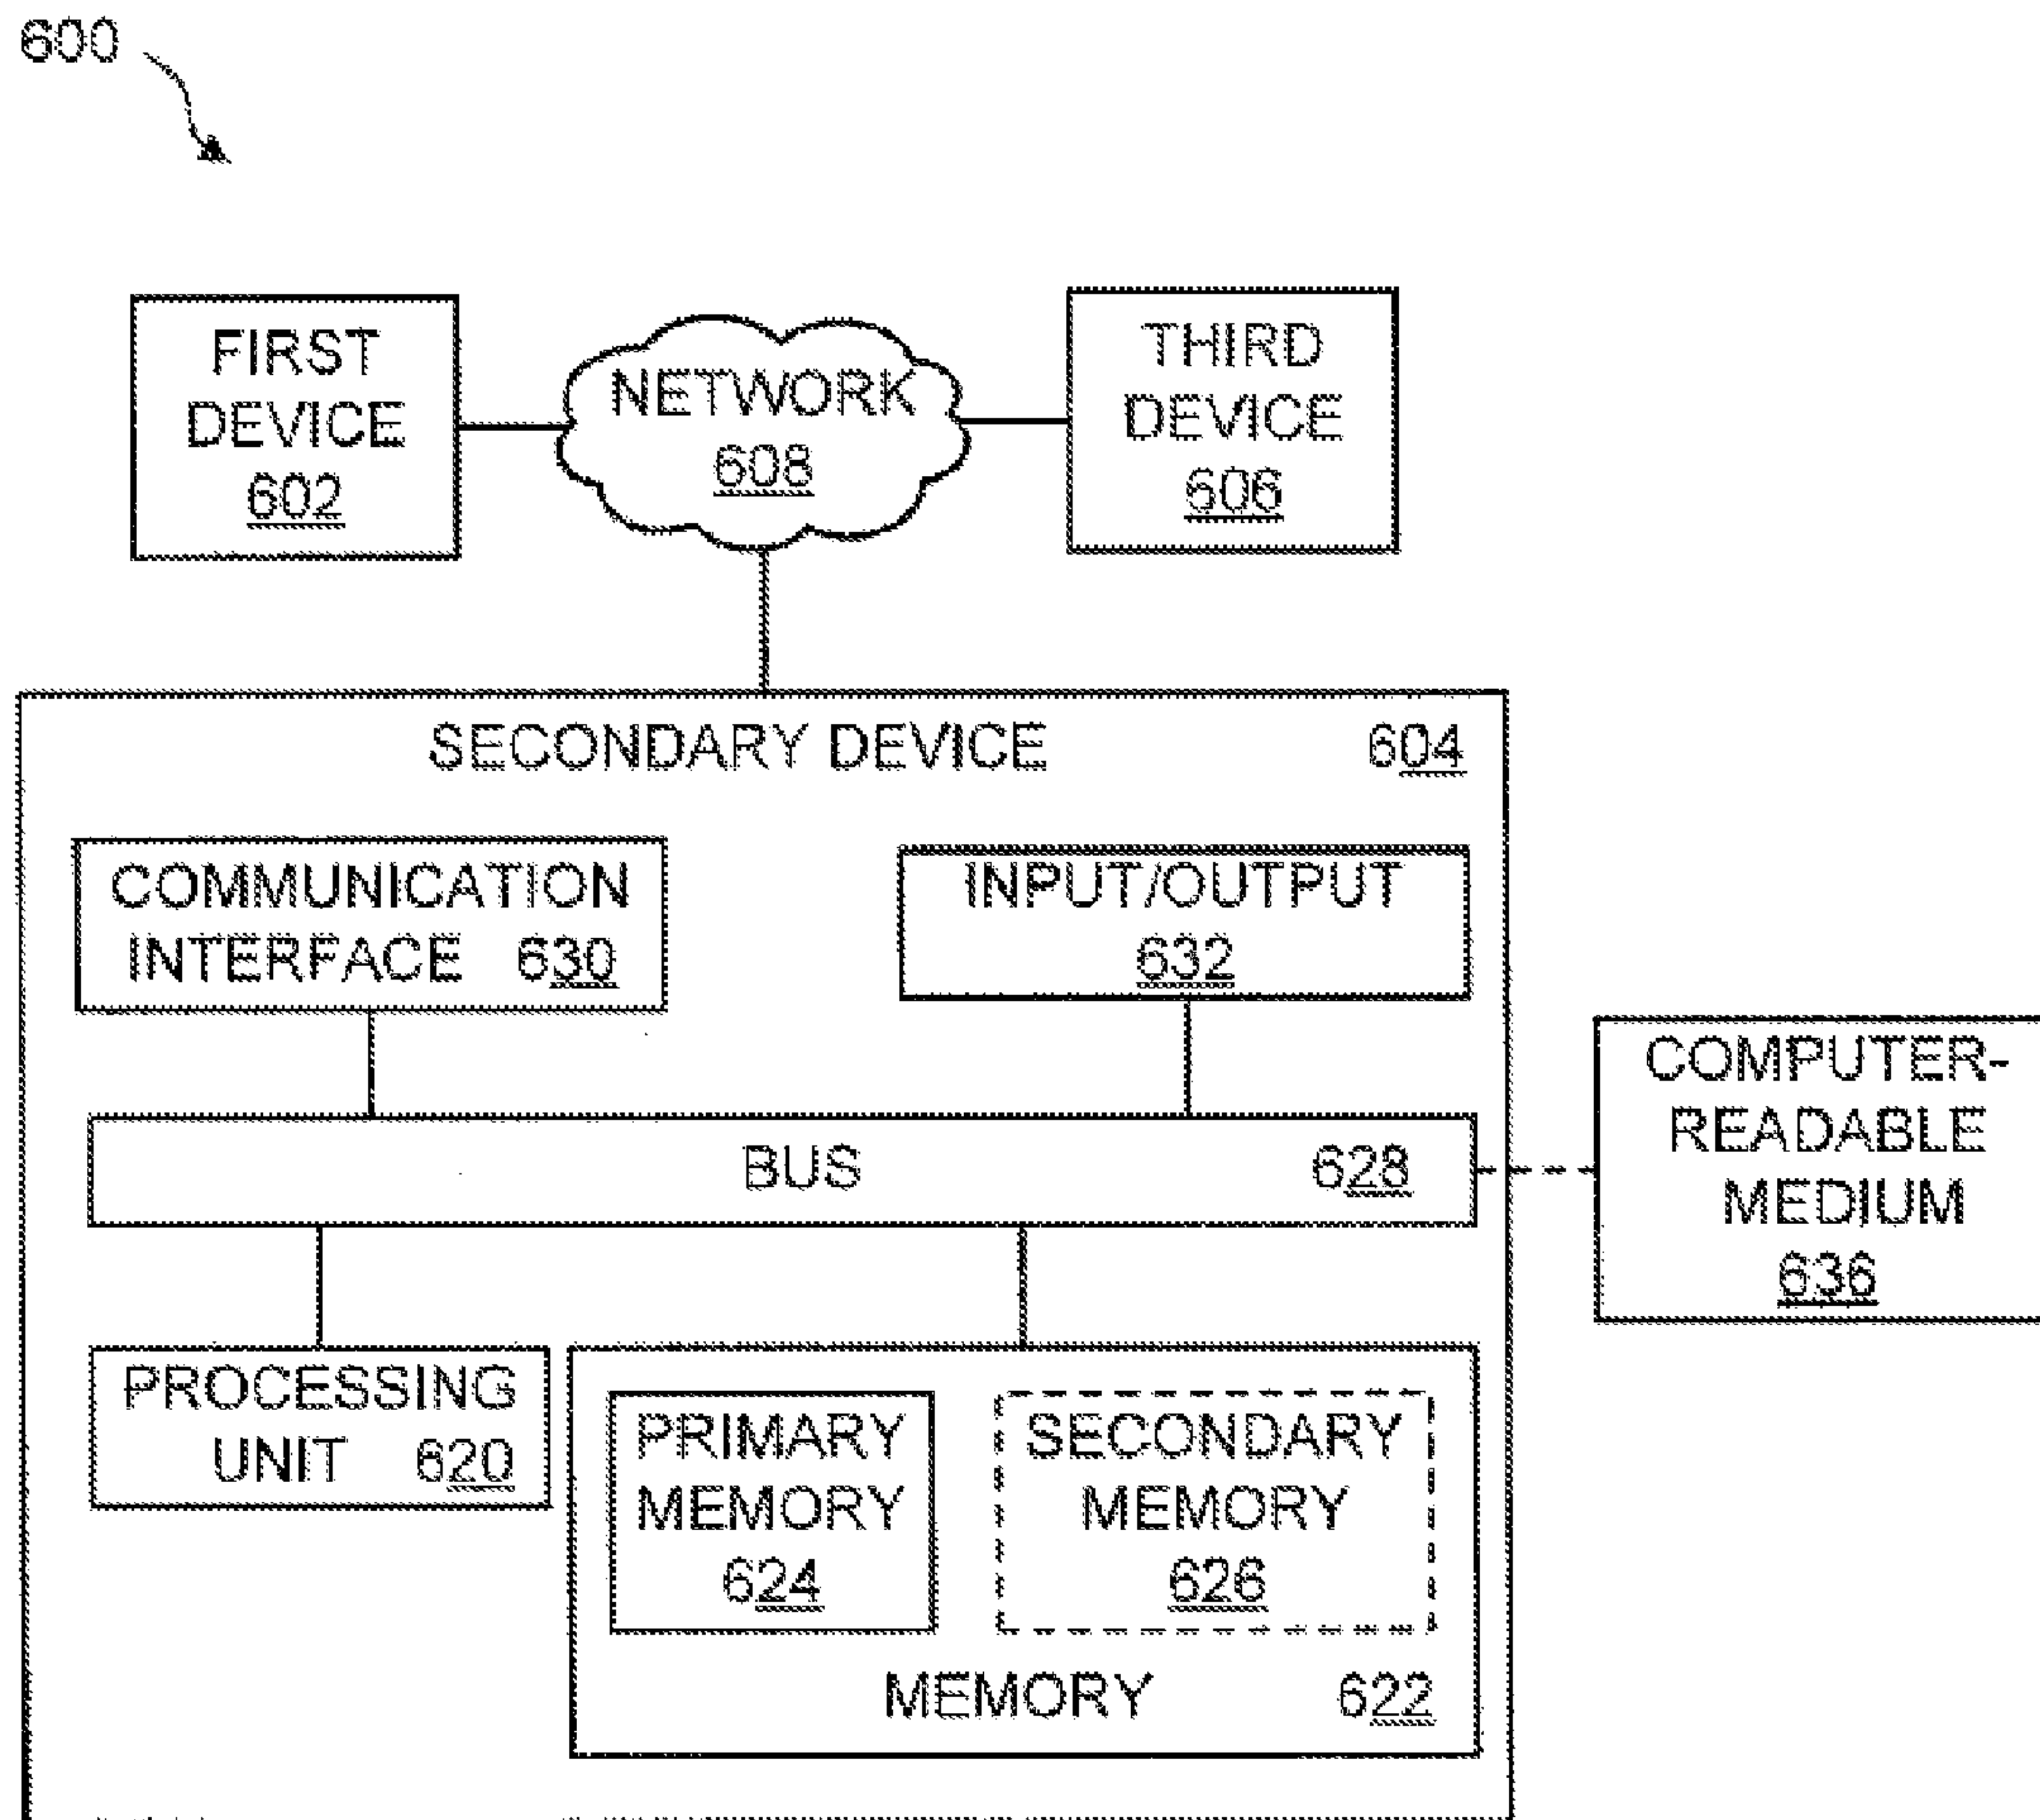 600
FIRST
DEVICE
602
NETWORK
608
THIRD
DEVICE
606
SECONDARY DEVICE 604
COMMUNICATION
INTERFACE 630
INPUT/OUTPUT
632
BUS 628
COMPUTER-
READABLE
MEDIUM
636
PROCESSING
UNIT 620
PRIMARY
MEMORY
624
SECONDARY
MEMORY
626
MEMORY 622